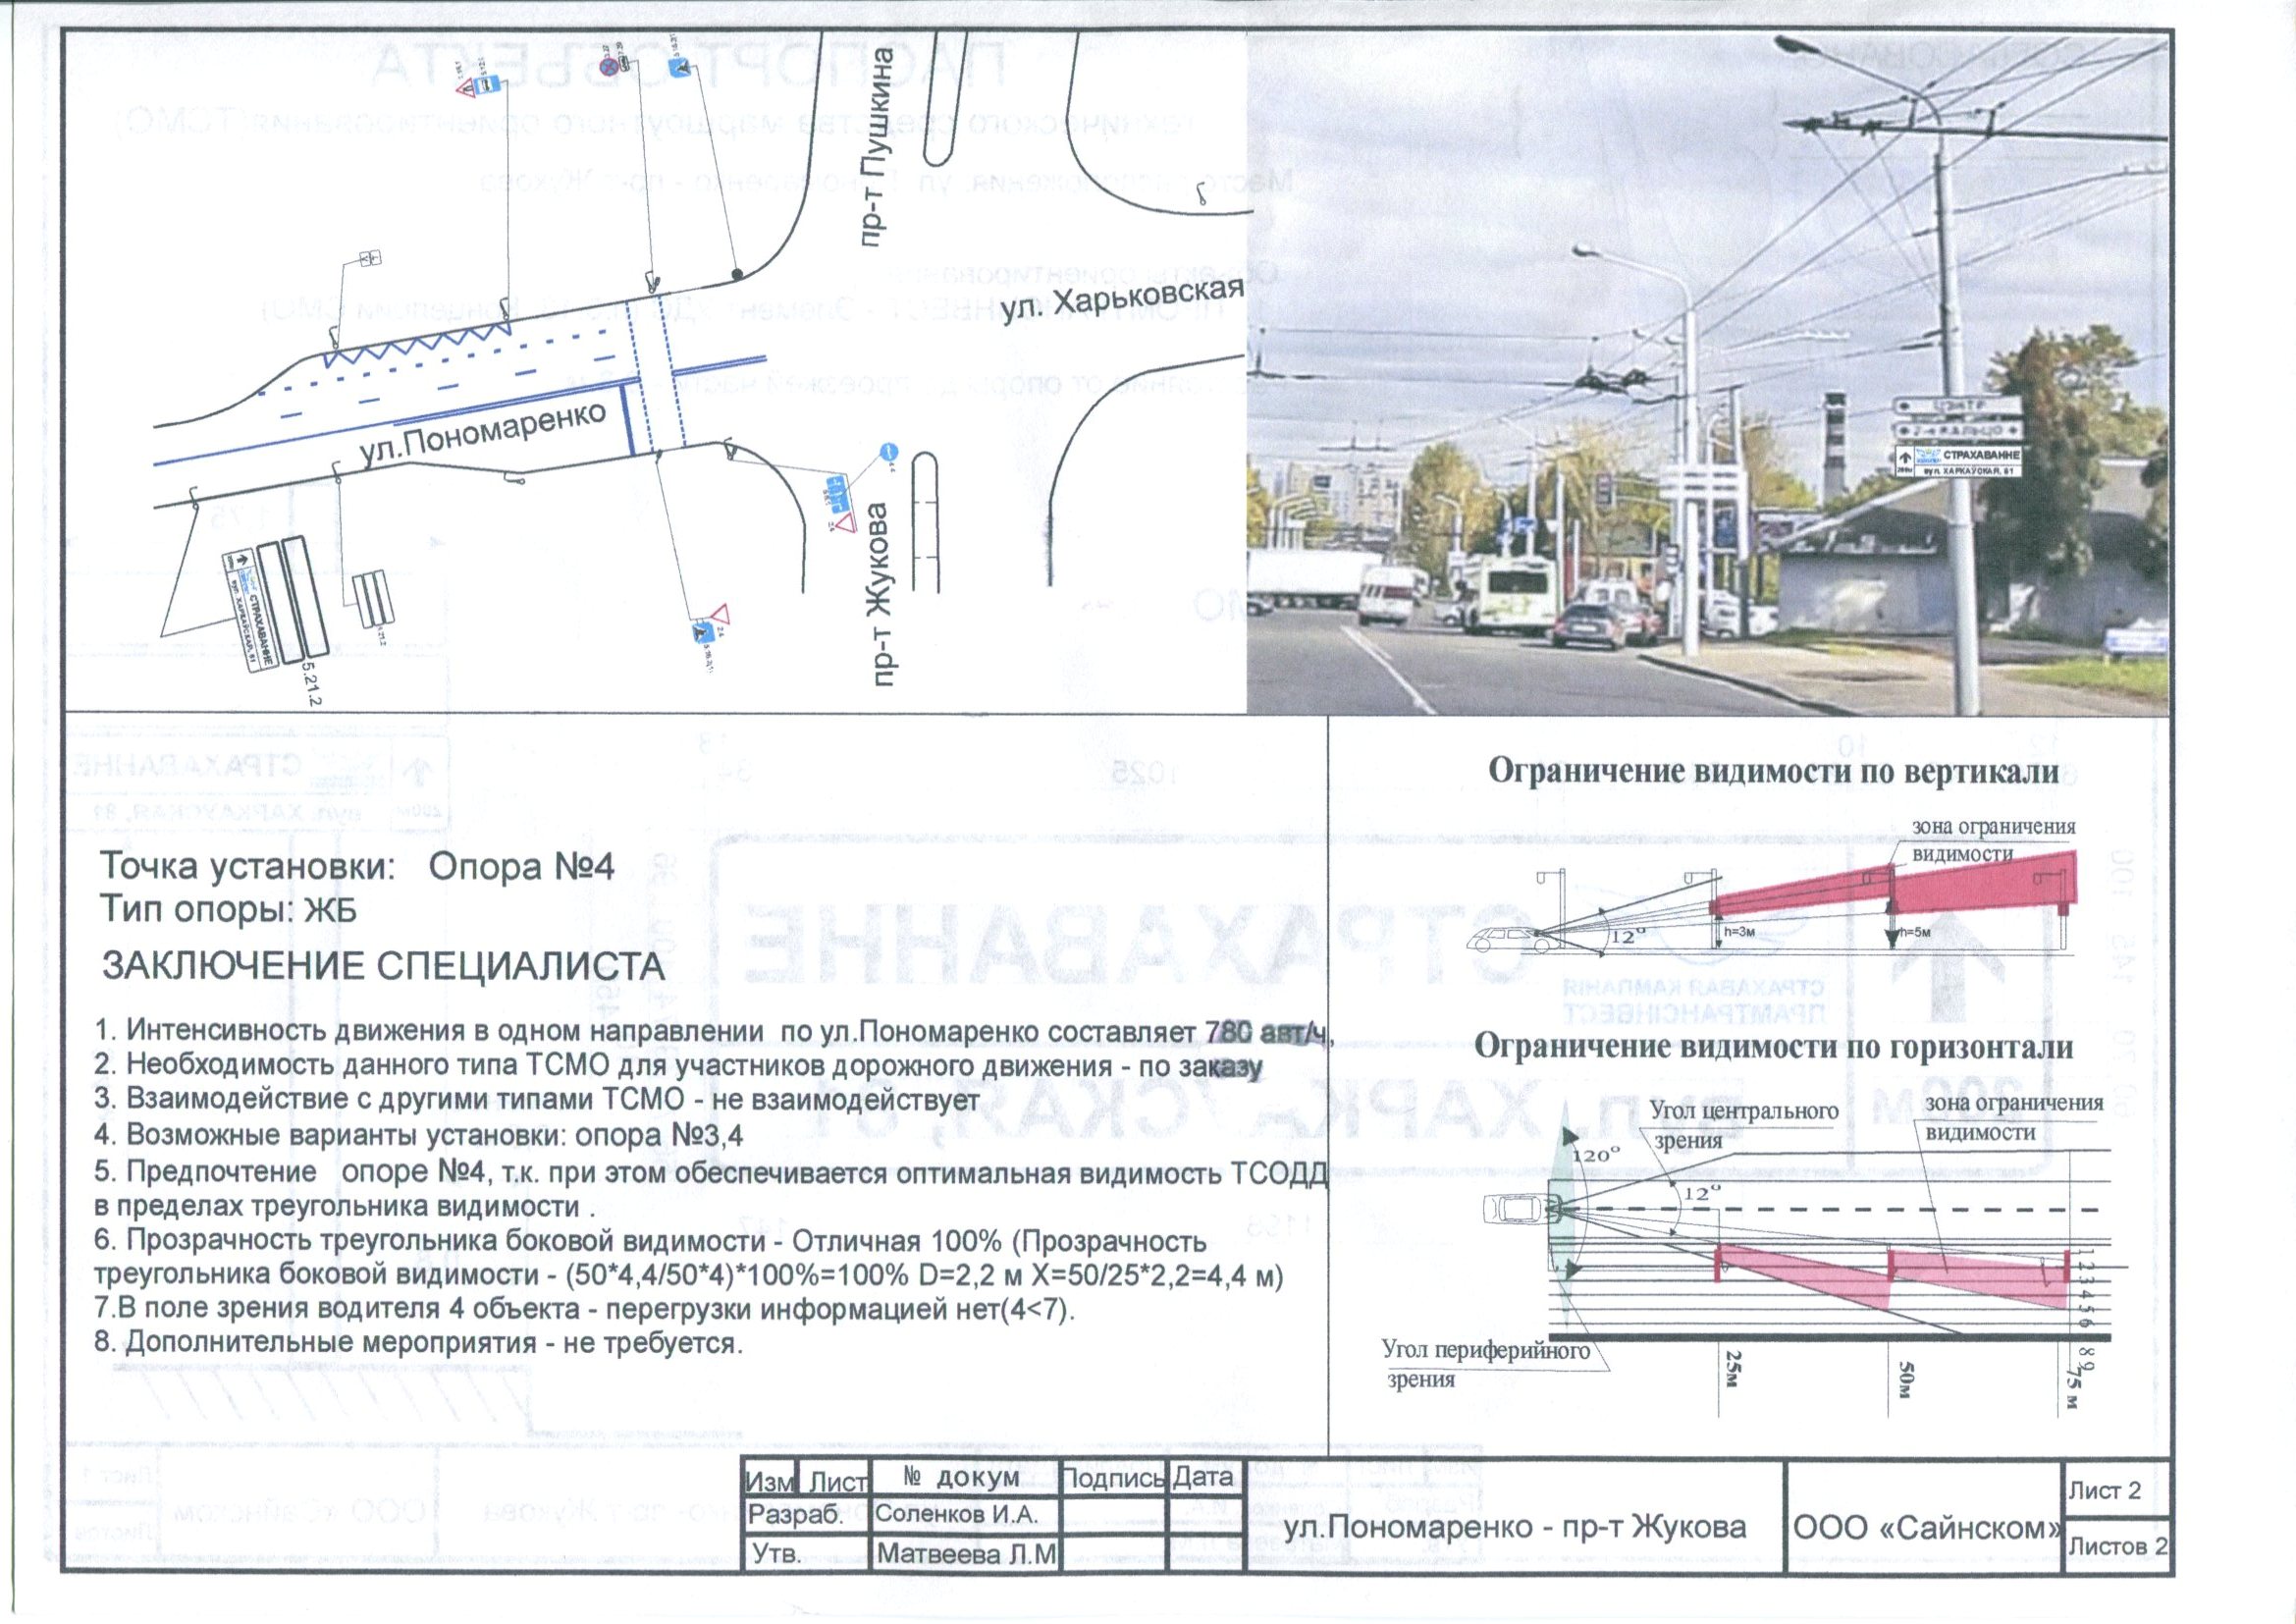 пр-т Пушкина
ул. Харьковская
ул.Пономаренко
пр-т Жукова
5.21.2
СТРАХАВАННЕ
вул. ХАРКАЎСКАЯ, 81
ЦЭНТР
2-е КАЛЬЦО
СТРАХАВАННЕ
вул. ХАРКАЎСКАЯ, 81
Точка установки: Опора №4
Тип опоры: ЖБ
ЗАКЛЮЧЕНИЕ СПЕЦИАЛИСТА
1. Интенсивность движения в одном направлении по ул.Пономаренко составляет 780 авт/ч.
2. Необходимость данного типа ТСМО для участников дорожного движения - по заказу
3. Взаимодействие с другими типами ТСМО - не взаимодействует
4. Возможные варианты установки: опора №3,4
5. Предпочтение опоре №4, т.к. при этом обеспечивается оптимальная видимость ТСОДД
в пределах треугольника видимости .
6. Прозрачность треугольника боковой видимости - Отличная 100% (Прозрачность
треугольника боковой видимости - (50*4,4/50*4)*100%=100% D=2,2 м X=50/25*2,2=4,4 м)
7.В поле зрения водителя 4 объекта - перегрузки информацией нет(4<7).
8. Дополнительные мероприятия - не требуется.
Ограничение видимости по вертикали
зона ограничения
видимости
12°
h=3м
h=5м
Ограничение видимости по горизонтали
Угол центрального
зрения
зона ограничения
видимости
120°
12°
1 2 3 4 5 6 8 9
Угол периферийного
зрения
25м
50м
75 м
Изм Лист № докум Подпись Дата
Разраб. Соленков И.А.
Утв. Матвеева Л.М
ул.Пономаренко - пр-т Жукова
ООО «Сайнском»
Лист 2
Листов 2